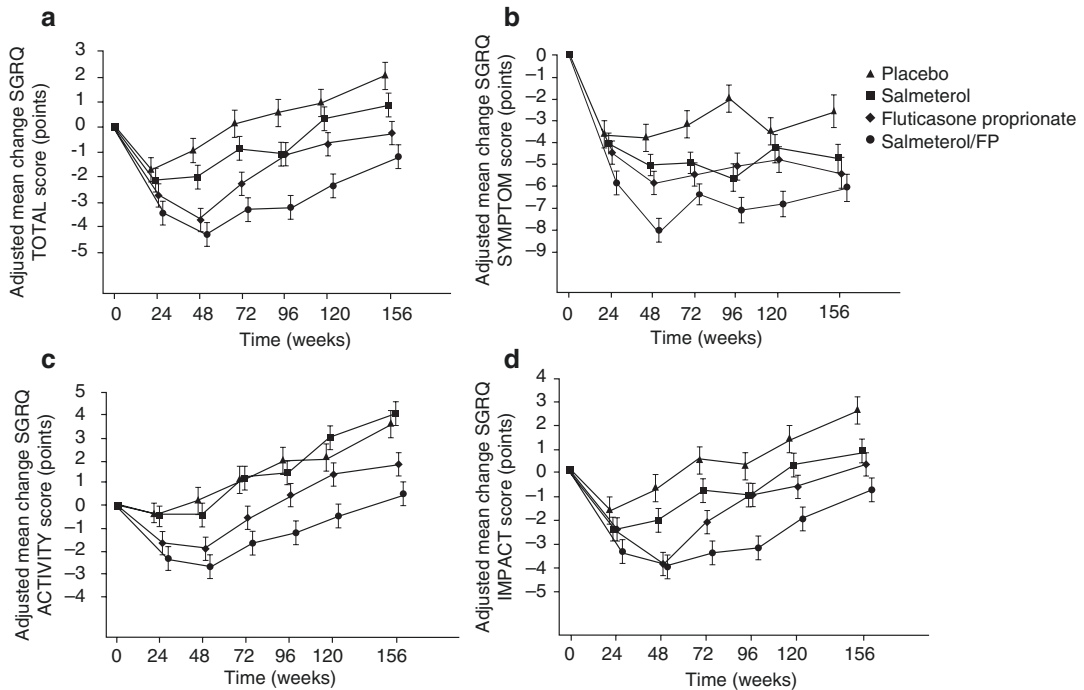 a
Adjusted mean change SGRQ
TOTAL score (points)
3
2
1
0
-1
-2
-3
-4
-5
0 24 48 72 96 120 156
Time (weeks)
b
Adjusted mean change SGRQ
SYMPTOM score (points)
0
–1
–2
–3
–4
–5
–6
–7
–8
–9
0 24 48 72 96 120 156
Time (weeks)
Placebo
Salmeterol
Fluticasone proprionate
Salmeterol/FP
c
Adjusted mean change SGRQ
ACTIVITY score (points)
5
4
3
2
1
0
–1
–2
–3
–4
0 24 48 72 96 120 156
Time (weeks)
d
Adjusted mean change SGRQ
IMPACT score (points)
4
3
2
1
0
–1
–2
–3
–4
–5
0 24 48 72 96 120 156
Time (weeks)